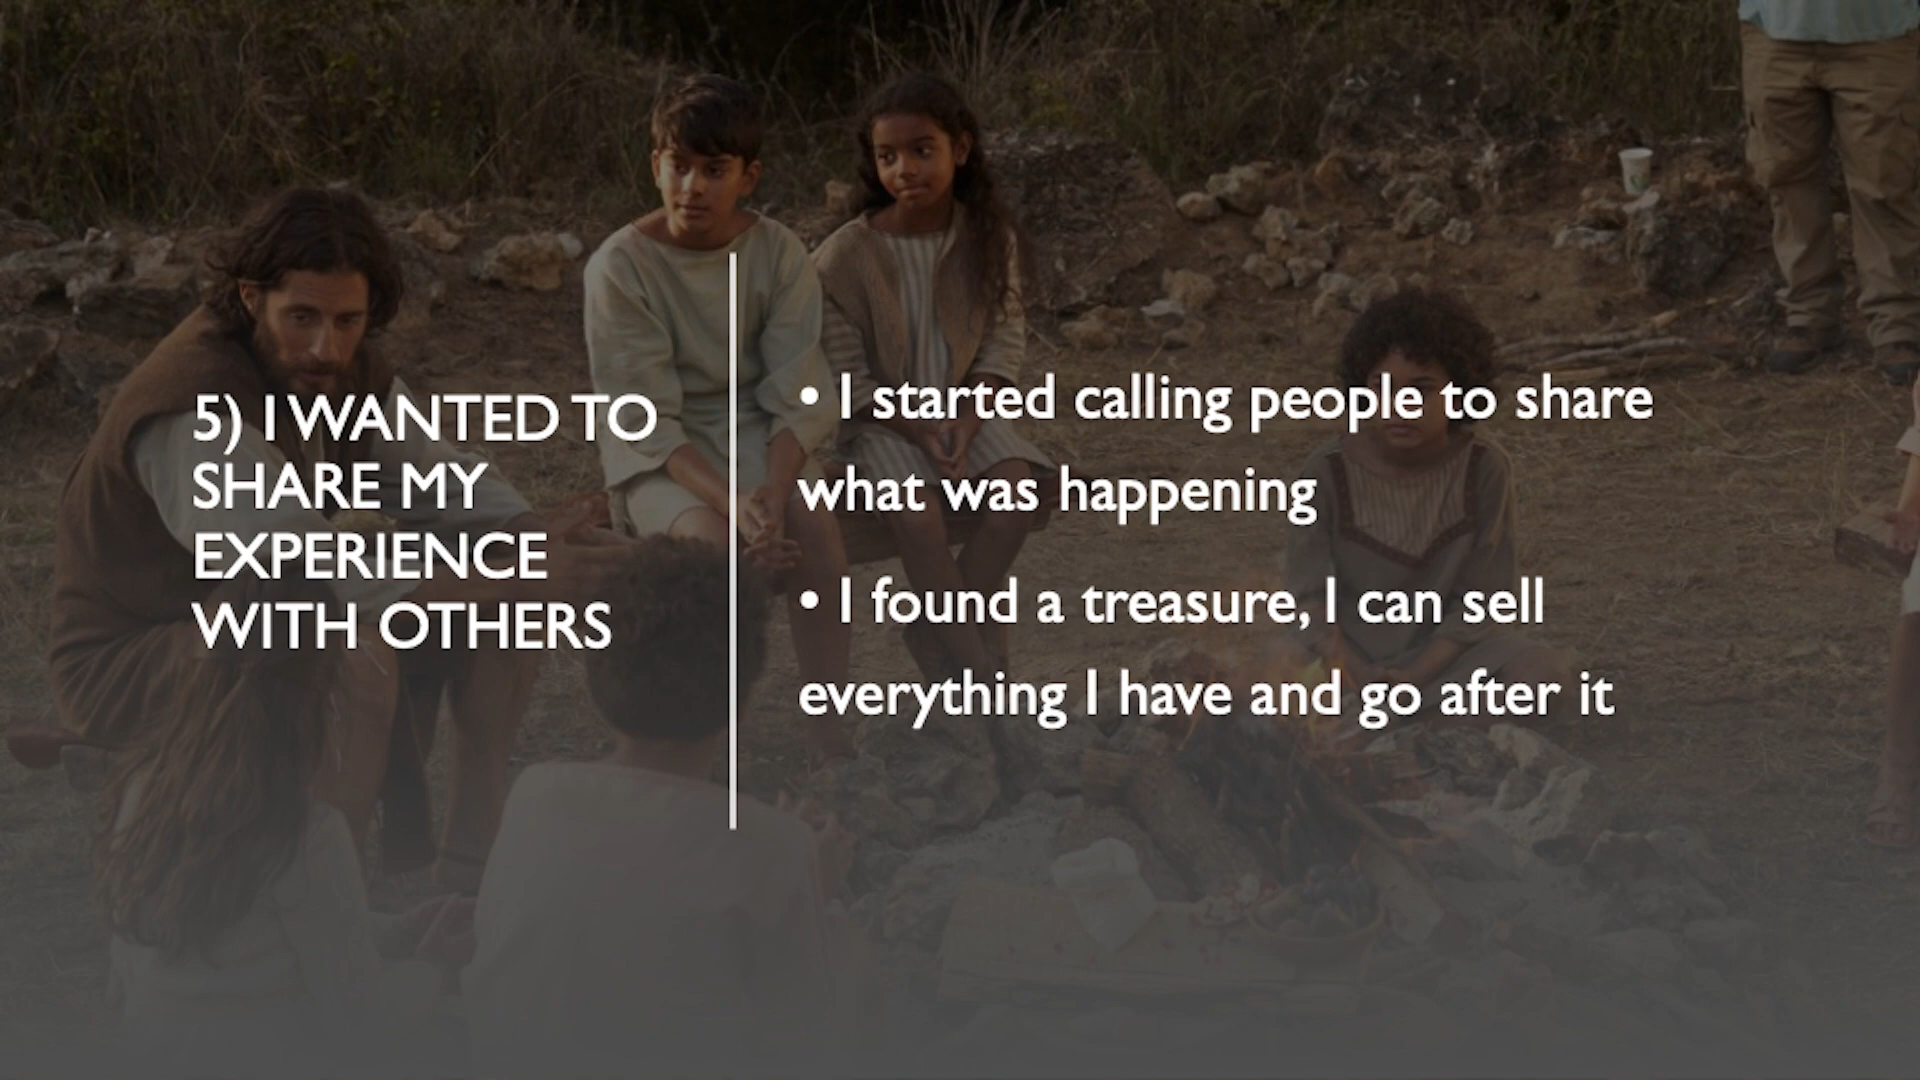 5) I WANTED TO
SHARE MY
EXPERIENCE
WITH OTHERS
• I started calling people to share
what was happening
• I found a treasure, I can sell
everything I have and go after it